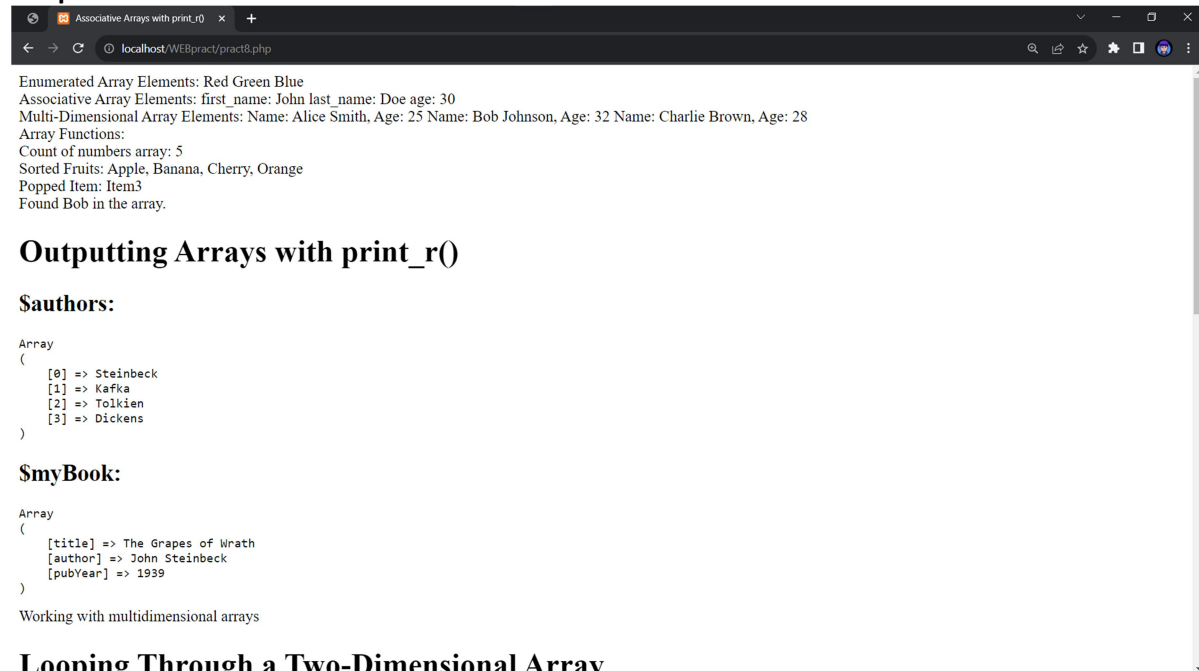 Associative Arrays with print_r()
localhost/WEBpract/pract8.php
Enumerated Array Elements: Red Green Blue
Associative Array Elements: first_name: John last_name: Doe age: 30
Multi-Dimensional Array Elements: Name: Alice Smith, Age: 25 Name: Bob Johnson, Age: 32 Name: Charlie Brown, Age: 28
Array Functions:
Count of numbers array: 5
Sorted Fruits: Apple, Banana, Cherry, Orange
Popped Item: Item3
Found Bob in the array.
Outputting Arrays with print_r()
$authors:
Array
(
    [0] => Steinbeck
    [1] => Kafka
    [2] => Tolkien
    [3] => Dickens
)
$myBook:
Array
(
    [title] => The Grapes of Wrath
    [author] => John Steinbeck
    [pubYear] => 1939
)
Working with multidimensional arrays
Looping Through a Two-Dimensional Array